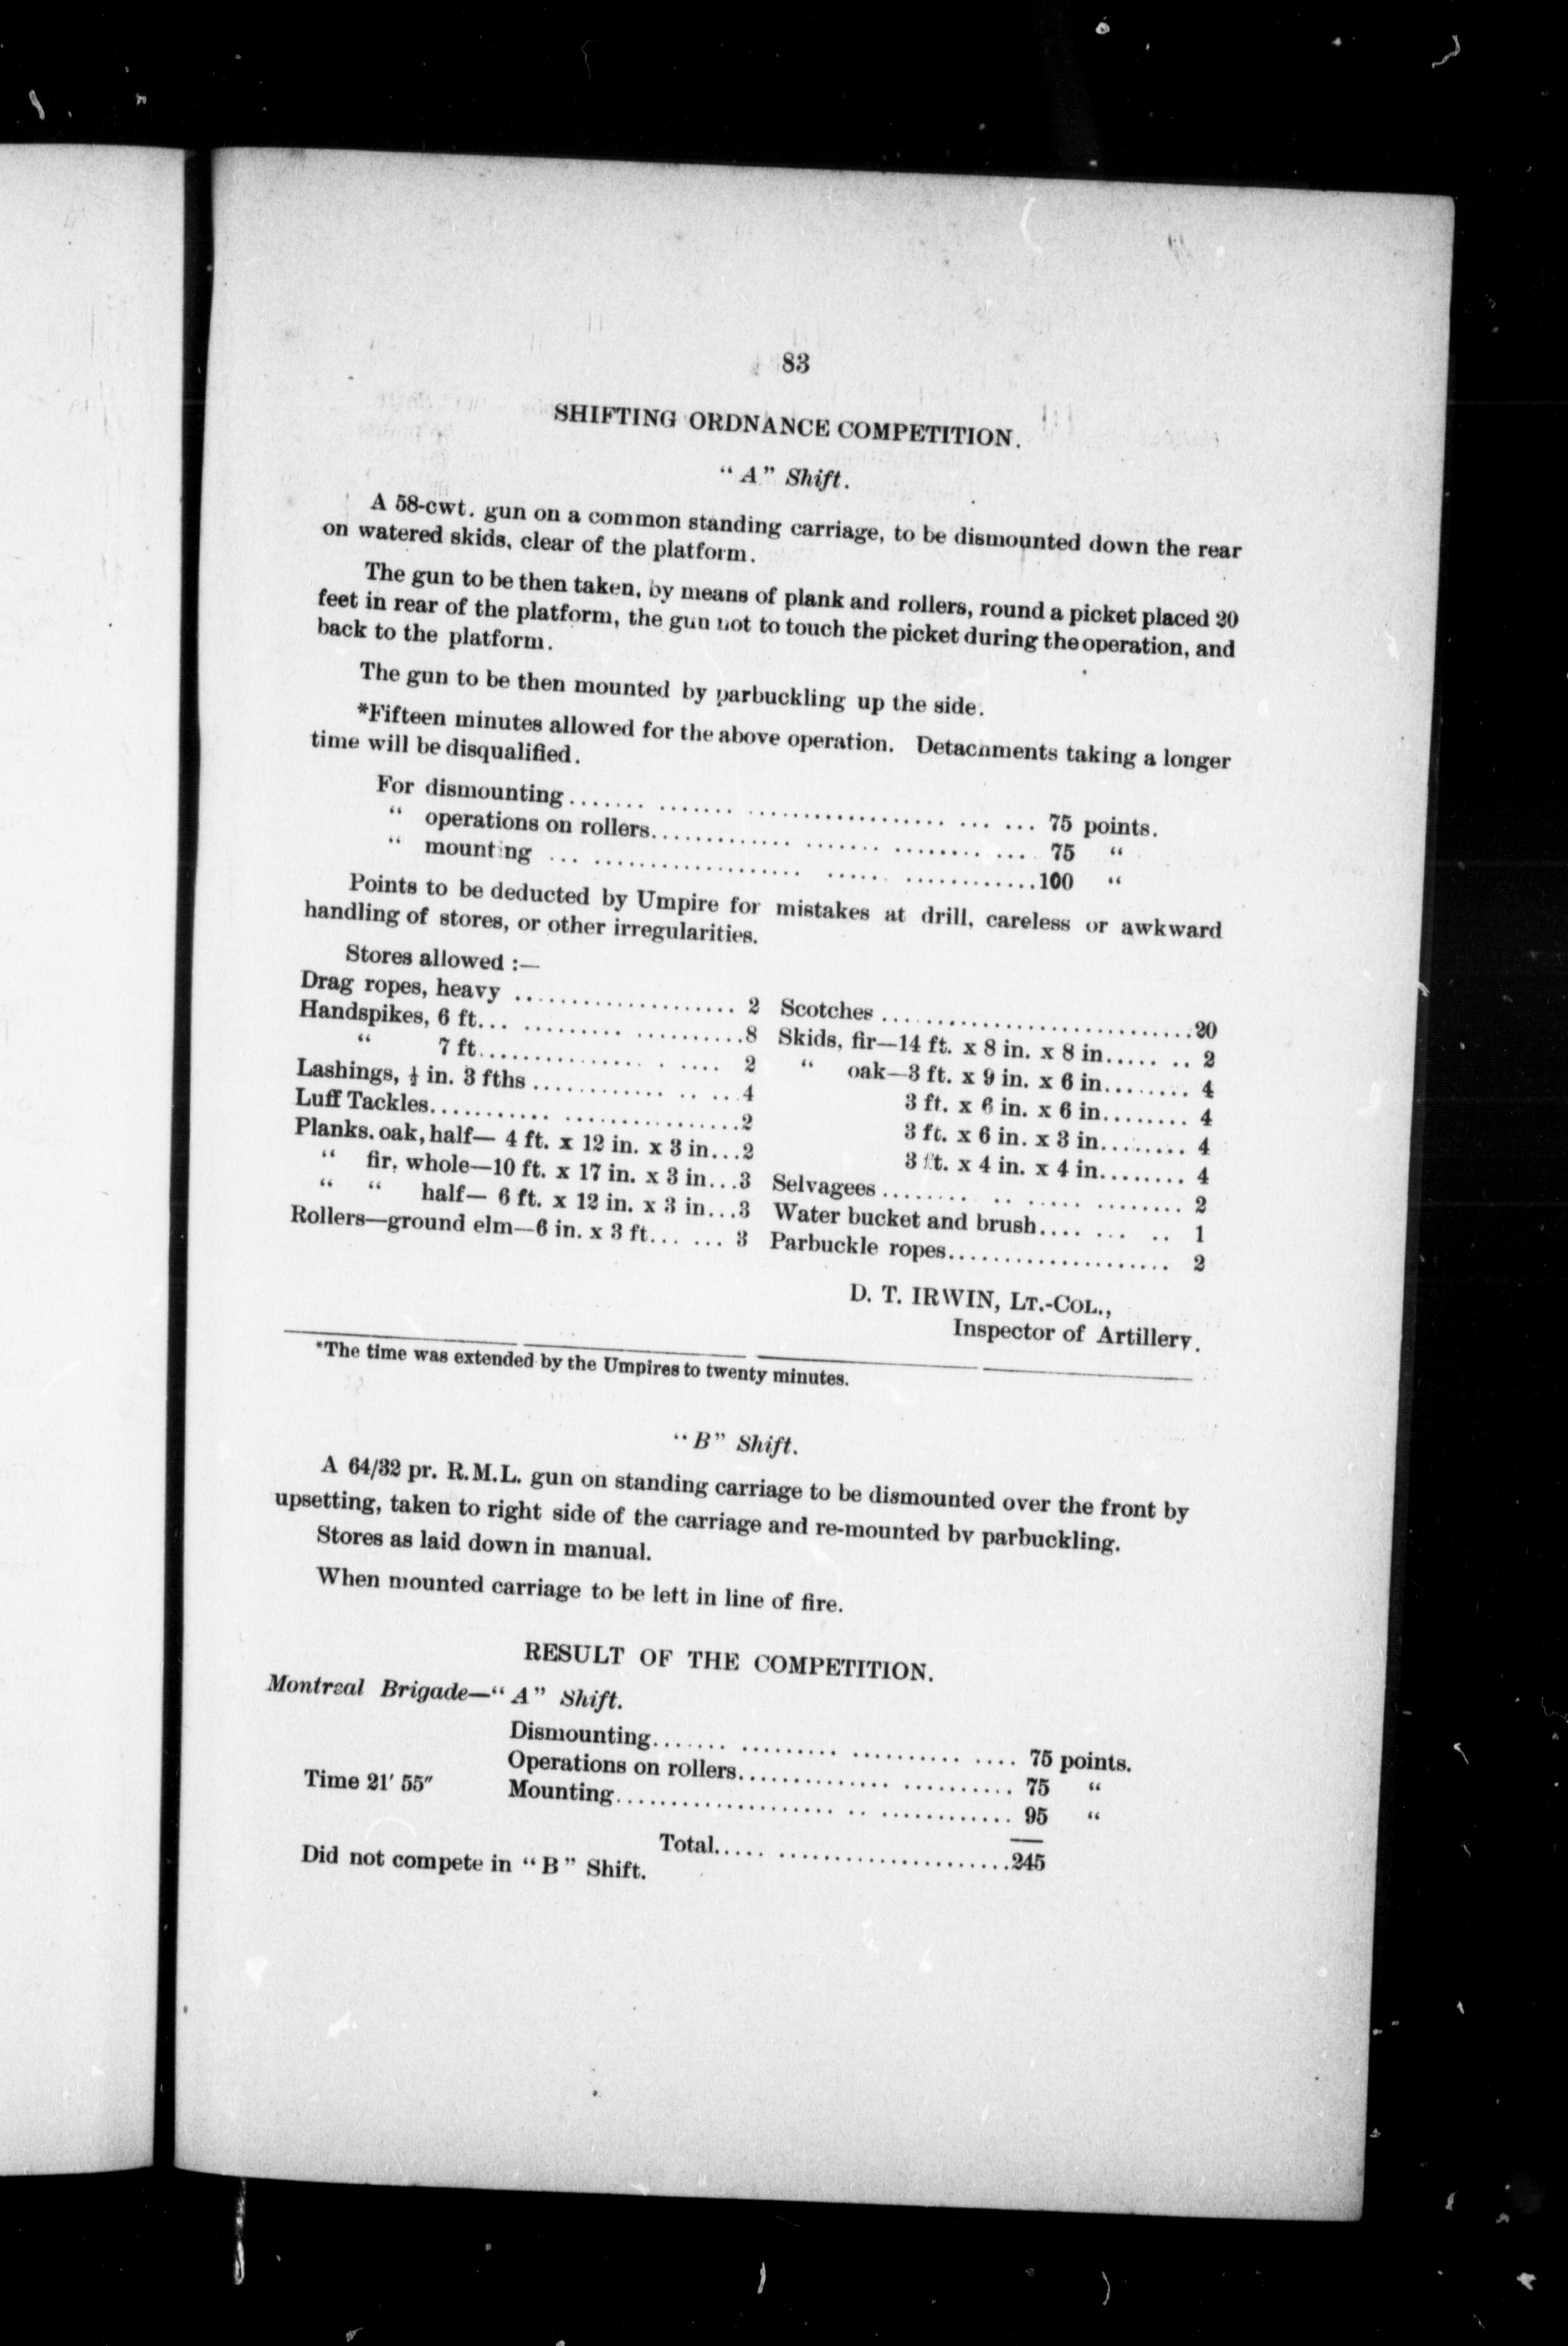 83
SHIFTING ORDNANCE COMPETITION.
"A" Shift.
A 58-cwt. gun on a common standing carriage, to be dismounted down the rear
on watered skids, clear of the platform.
The gun to be then taken, by means of plank and rollers, round a picket placed 20
feet in rear of the platform, the gun not to touch the picket during the operation, and
back to the platform.
The gun to be then mounted by parbuckling up the side.
*Fifteen minutes allowed for the above operation. Detachments taking a longer
time will be disqualified.
For dismounting........................................ 75 points.
" operations on rollers................................ 75 "
" mounting ........................................100 "
Points to be deducted by Umpire for mistakes at drill, careless or awkward
handling of stores, or other irregularities.
Stores allowed :—
Drag ropes, heavy ..................... 2
Handspikes, 6 ft........................8
" 7 ft........................ 2
Lashings, ½ in. 3 fths ...................4
Luff Tackles.............................2
Planks. oak, half— 4 ft. x 12 in. x 3 in...2
" fir, whole—10 ft. x 17 in. x 3 in...3
" " half— 6 ft. x 12 in. x 3 in...3
Rollers—ground elm—6 in. x 3 ft...... 3
Scotches .............................20
Skids, fir—14 ft. x 8 in. x 8 in........ 2
" oak—3 ft. x 9 in. x 6 in........ 4
3 ft. x 6 in. x 6 in........ 4
3 ft. x 6 in. x 3 in........ 4
3 ft. x 4 in. x 4 in........ 4
Selvagees ........................ 2
Water bucket and brush......... 1
Parbuckle ropes..................... 2
D. T. IRWIN, LT.-COL.,
Inspector of Artillery.
*The time was extended by the Umpires to twenty minutes.
"B" Shift.
A 64/32 pr. R.M.L. gun on standing carriage to be dismounted over the front by
upsetting, taken to right side of the carriage and re-mounted by parbuckling.
Stores as laid down in manual.
When mounted carriage to be left in line of fire.
RESULT OF THE COMPETITION.
Montreal Brigade—"A" Shift.
Dismounting.............................. 75 points.
Operations on rollers........................ 75 "
Time 21′ 55″ Mounting.................................. 95 "
Total...........................245
Did not compete in "B" Shift.